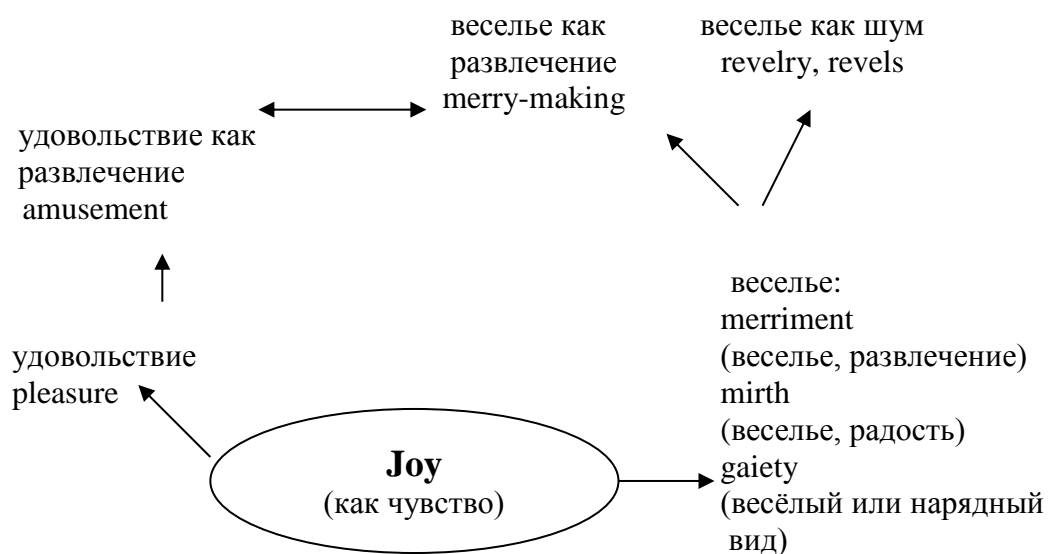 веселье как
развлечение
merry-making
веселье как шум
revelry, revels
удовольствие как
развлечение
amusement
удовольствие
pleasure
Joy
(как чувство)
веселье:
merriment
(веселье, развлечение)
mirth
(веселье, радость)
gaiety
(весёлый или нарядный
вид)